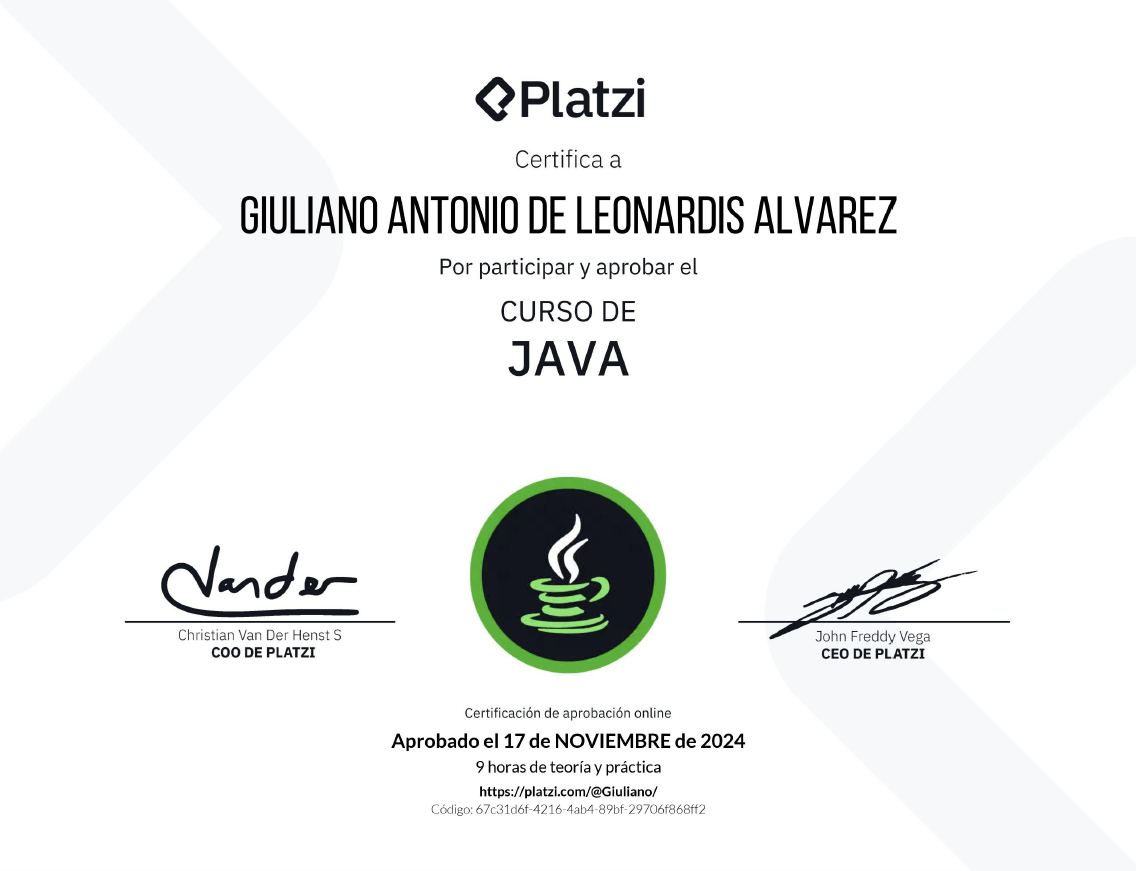 Platzi
Certifica a
GIULIANO ANTONIO DE LEONARDIS ALVAREZ
Por participar y aprobar el
CURSO DE
JAVA
Vander
Christian Van Der Henst S
COO DE PLATZI
John Freddy Vega
CEO DE PLATZI
Certificación de aprobación online
Aprobado el 17 de NOVIEMBRE de 2024
9 horas de teoría y práctica
https://platzi.com/@Giuliano/
Código: 67c31d6f-4216-4ab4-89bf-29706f868ff2